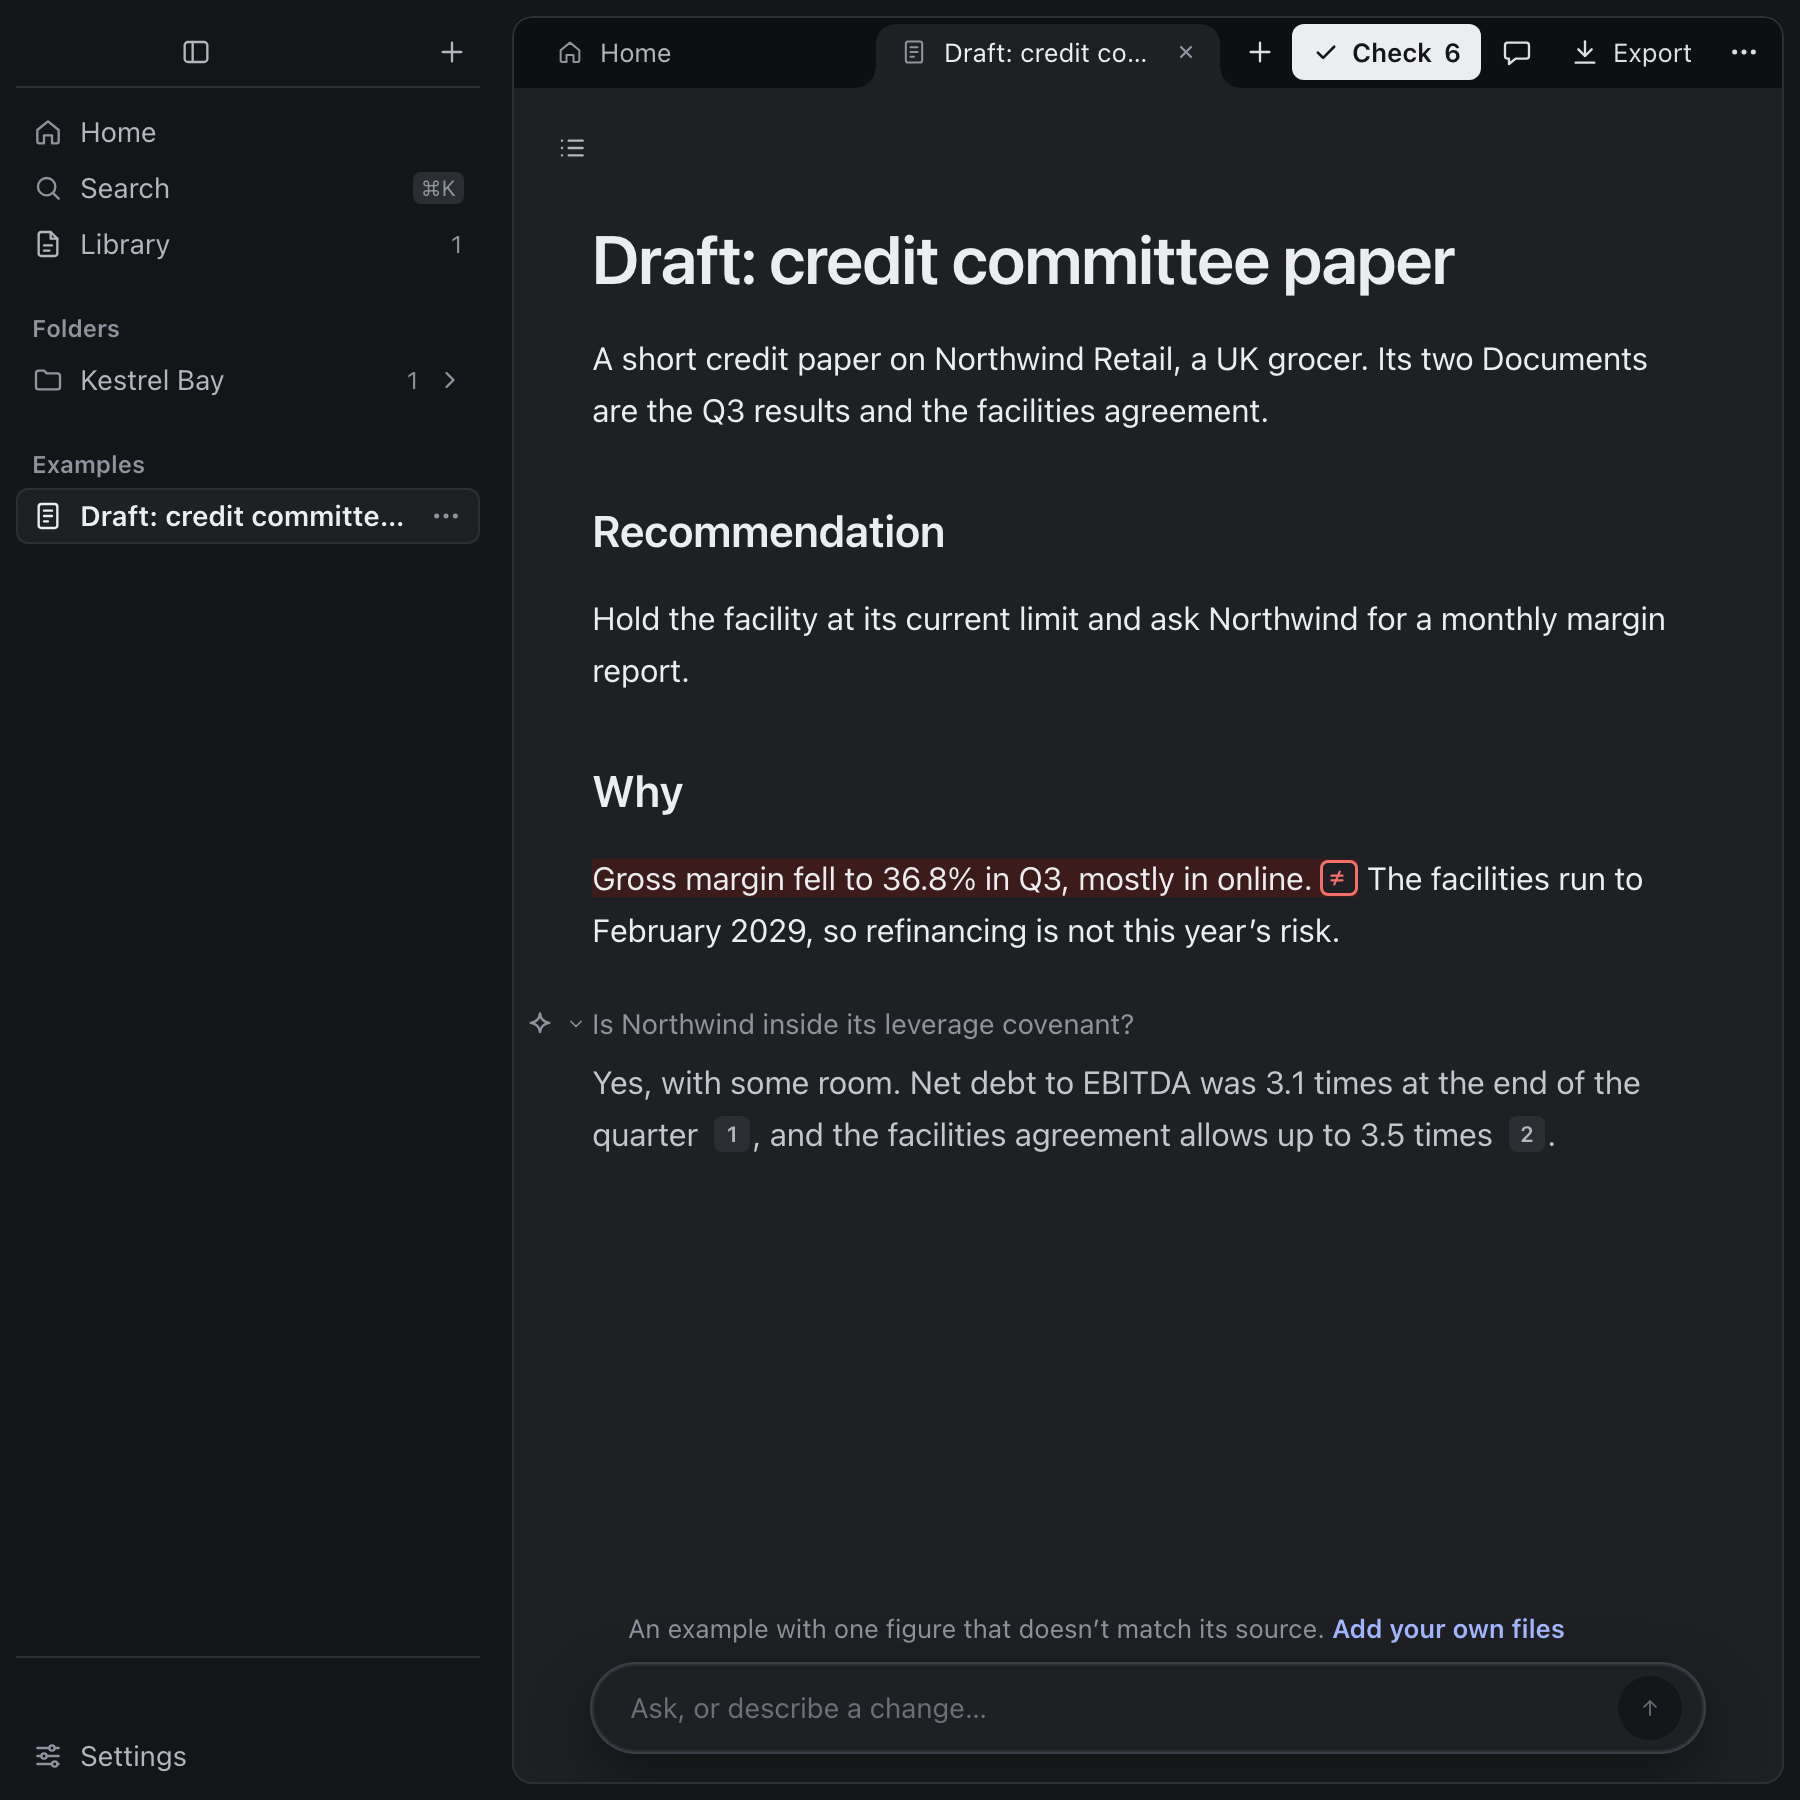 Home
Search
⌘K
Library
1
Folders
Kestrel Bay
1
Examples
Draft: credit committe...
Settings
Home
Draft: credit co...
Check 6
Export
Draft: credit committee paper
A short credit paper on Northwind Retail, a UK grocer. Its two Documents
are the Q3 results and the facilities agreement.
Recommendation
Hold the facility at its current limit and ask Northwind for a monthly margin
report.
Why
Gross margin fell to 36.8% in Q3, mostly in online. ≠ The facilities run to
February 2029, so refinancing is not this year’s risk.
Is Northwind inside its leverage covenant?
Yes, with some room. Net debt to EBITDA was 3.1 times at the end of the
quarter 1, and the facilities agreement allows up to 3.5 times 2.
An example with one figure that doesn’t match its source. Add your own files
Ask, or describe a change...